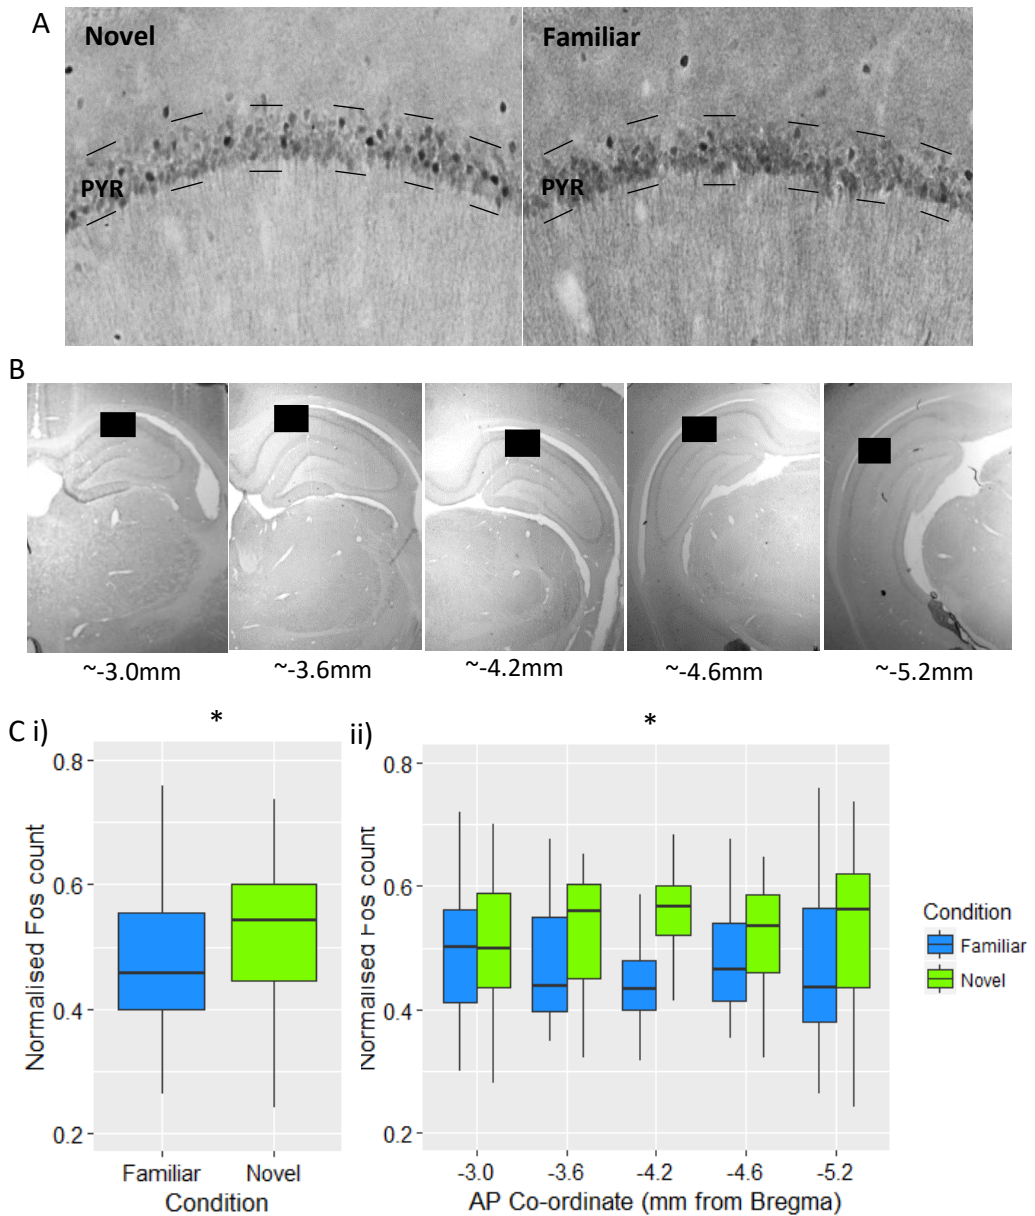 A
Novel
Familiar
PYR
PYR
B
~-3.0mm
~-3.6mm
~-4.2mm
~-4.6mm
~-5.2mm
C i)
*
ii)
*
Normalised Fos count
0.8
0.6
0.4
0.2
Familiar
Novel
Condition
Normalised Fos count
0.8
0.6
0.4
0.2
-3.0
-3.6
-4.2
-4.6
-5.2
AP Co-ordinate (mm from Bregma)
Condition
Familiar
Novel